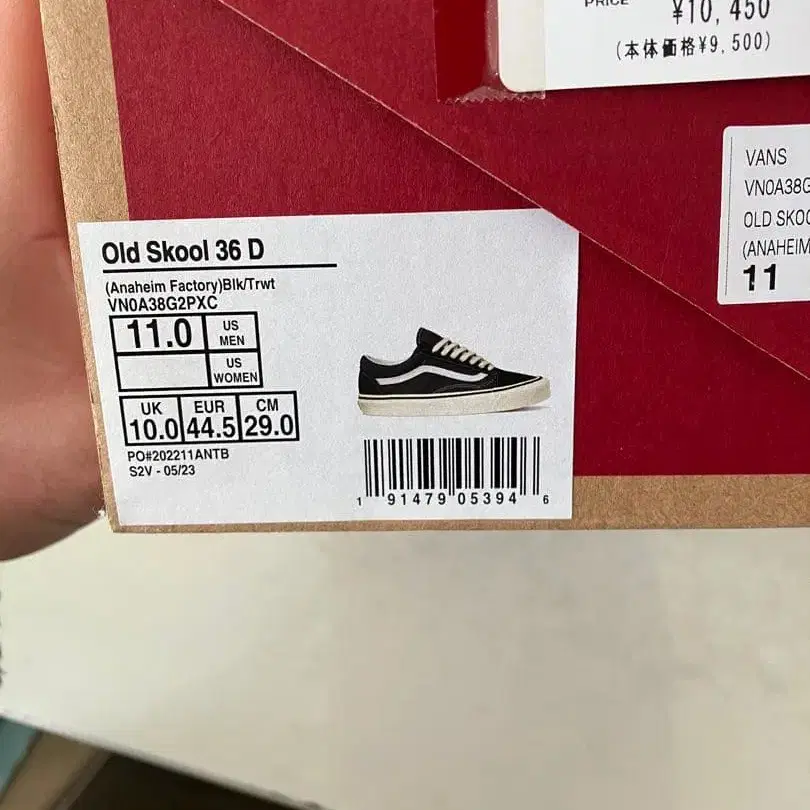 PRICE
¥10,450
(本体価格¥9,500)
VANS
VN0A38G
OLD SKOO
(ANAHEIM
11
Old Skool 36 D
(Anaheim Factory)Blk/Trwt
VN0A38G2PXC
11.0 US MEN
US WOMEN
UK EUR CM
10.0 44.5 29.0
PO#202211ANTB
S2V - 05/23
1 91479 05394 6